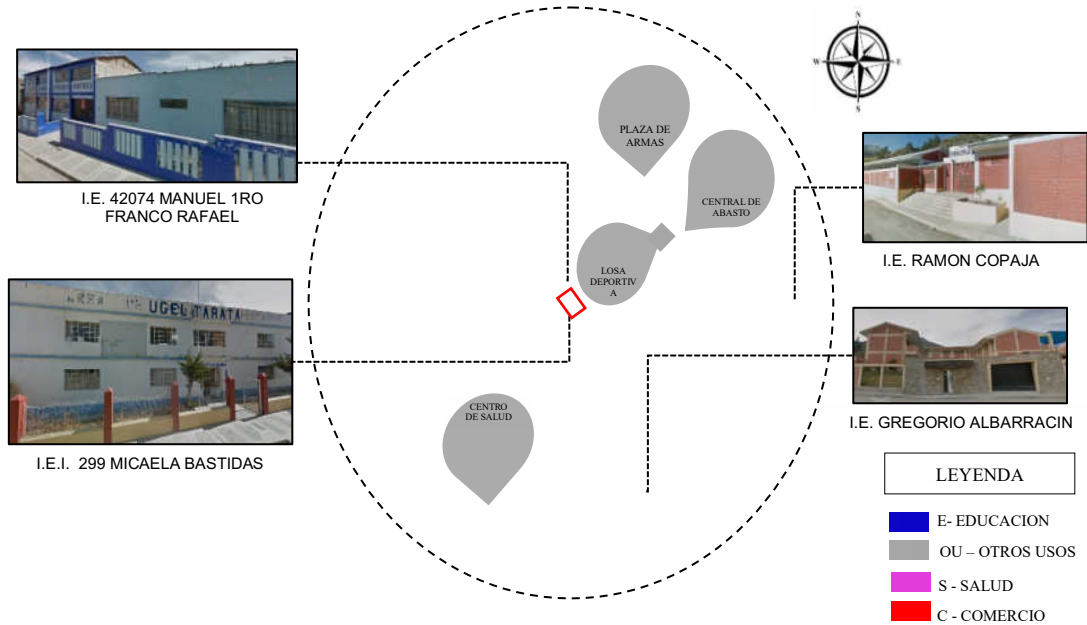 N
W
E
S
PLAZA DE
ARMAS
CENTRAL DE
ABASTO
LOSA
DEPORTIV
A
CENTRO
DE SALUD
I.E. 42074 MANUEL 1RO
FRANCO RAFAEL
UGEL TARATA
I.E.I. 299 MICAELA BASTIDAS
I.E. RAMON COPAJA
I.E. GREGORIO ALBARRACIN
LEYENDA
E- EDUCACION
OU – OTROS USOS
S - SALUD
C - COMERCIO